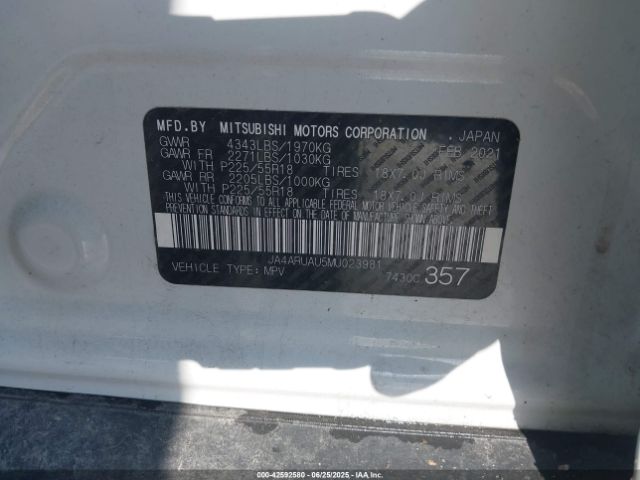 MFD.BY MITSUBISHI MOTORS CORPORATION . JAPAN
GVWR 4343LBS/1970KG FEB 2021
GAWR FR 2271LBS/1030KG
WITH P225/55R18 TIRES 18X7.0J RIMS
GAWR RR 2205LBS/1000KG
WITH P225/55R18 TIRES 18X7.0J RIMS
THIS VEHICLE CONFORMS TO ALL APPLICABLE FEDERAL MOTOR VEHICLE SAFETY AND THEFT
PREVENTION STANDARDS IN EFFECT ON THE DATE OF MANUFACTURE SHOWN ABOVE.
JA4ARUAU5MU023981
VEHICLE TYPE: MPV 7430C 357
00-42592580 - 06/25/2025 - Copyright © IAA, LLC